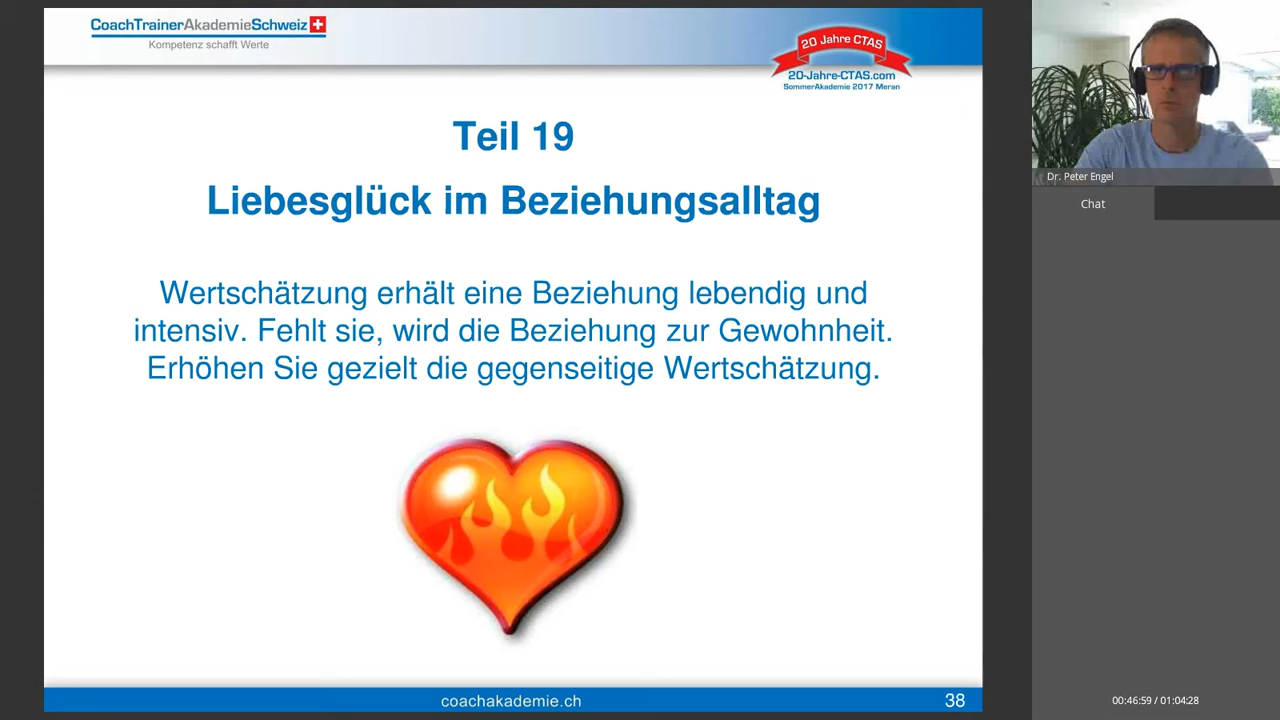 CoachTrainerAkademieSchweiz
Kompetenz schafft Werte
20 Jahre CTAS
20-Jahre-CTAS.com
SommerAkademie 2017 Meran
Teil 19
Liebesglück im Beziehungsalltag
Wertschätzung erhält eine Beziehung lebendig und
intensiv. Fehlt sie, wird die Beziehung zur Gewohnheit.
Erhöhen Sie gezielt die gegenseitige Wertschätzung.
coachakademie.ch
38
Dr. Peter Engel
Chat
00:46:59 / 01:04:28